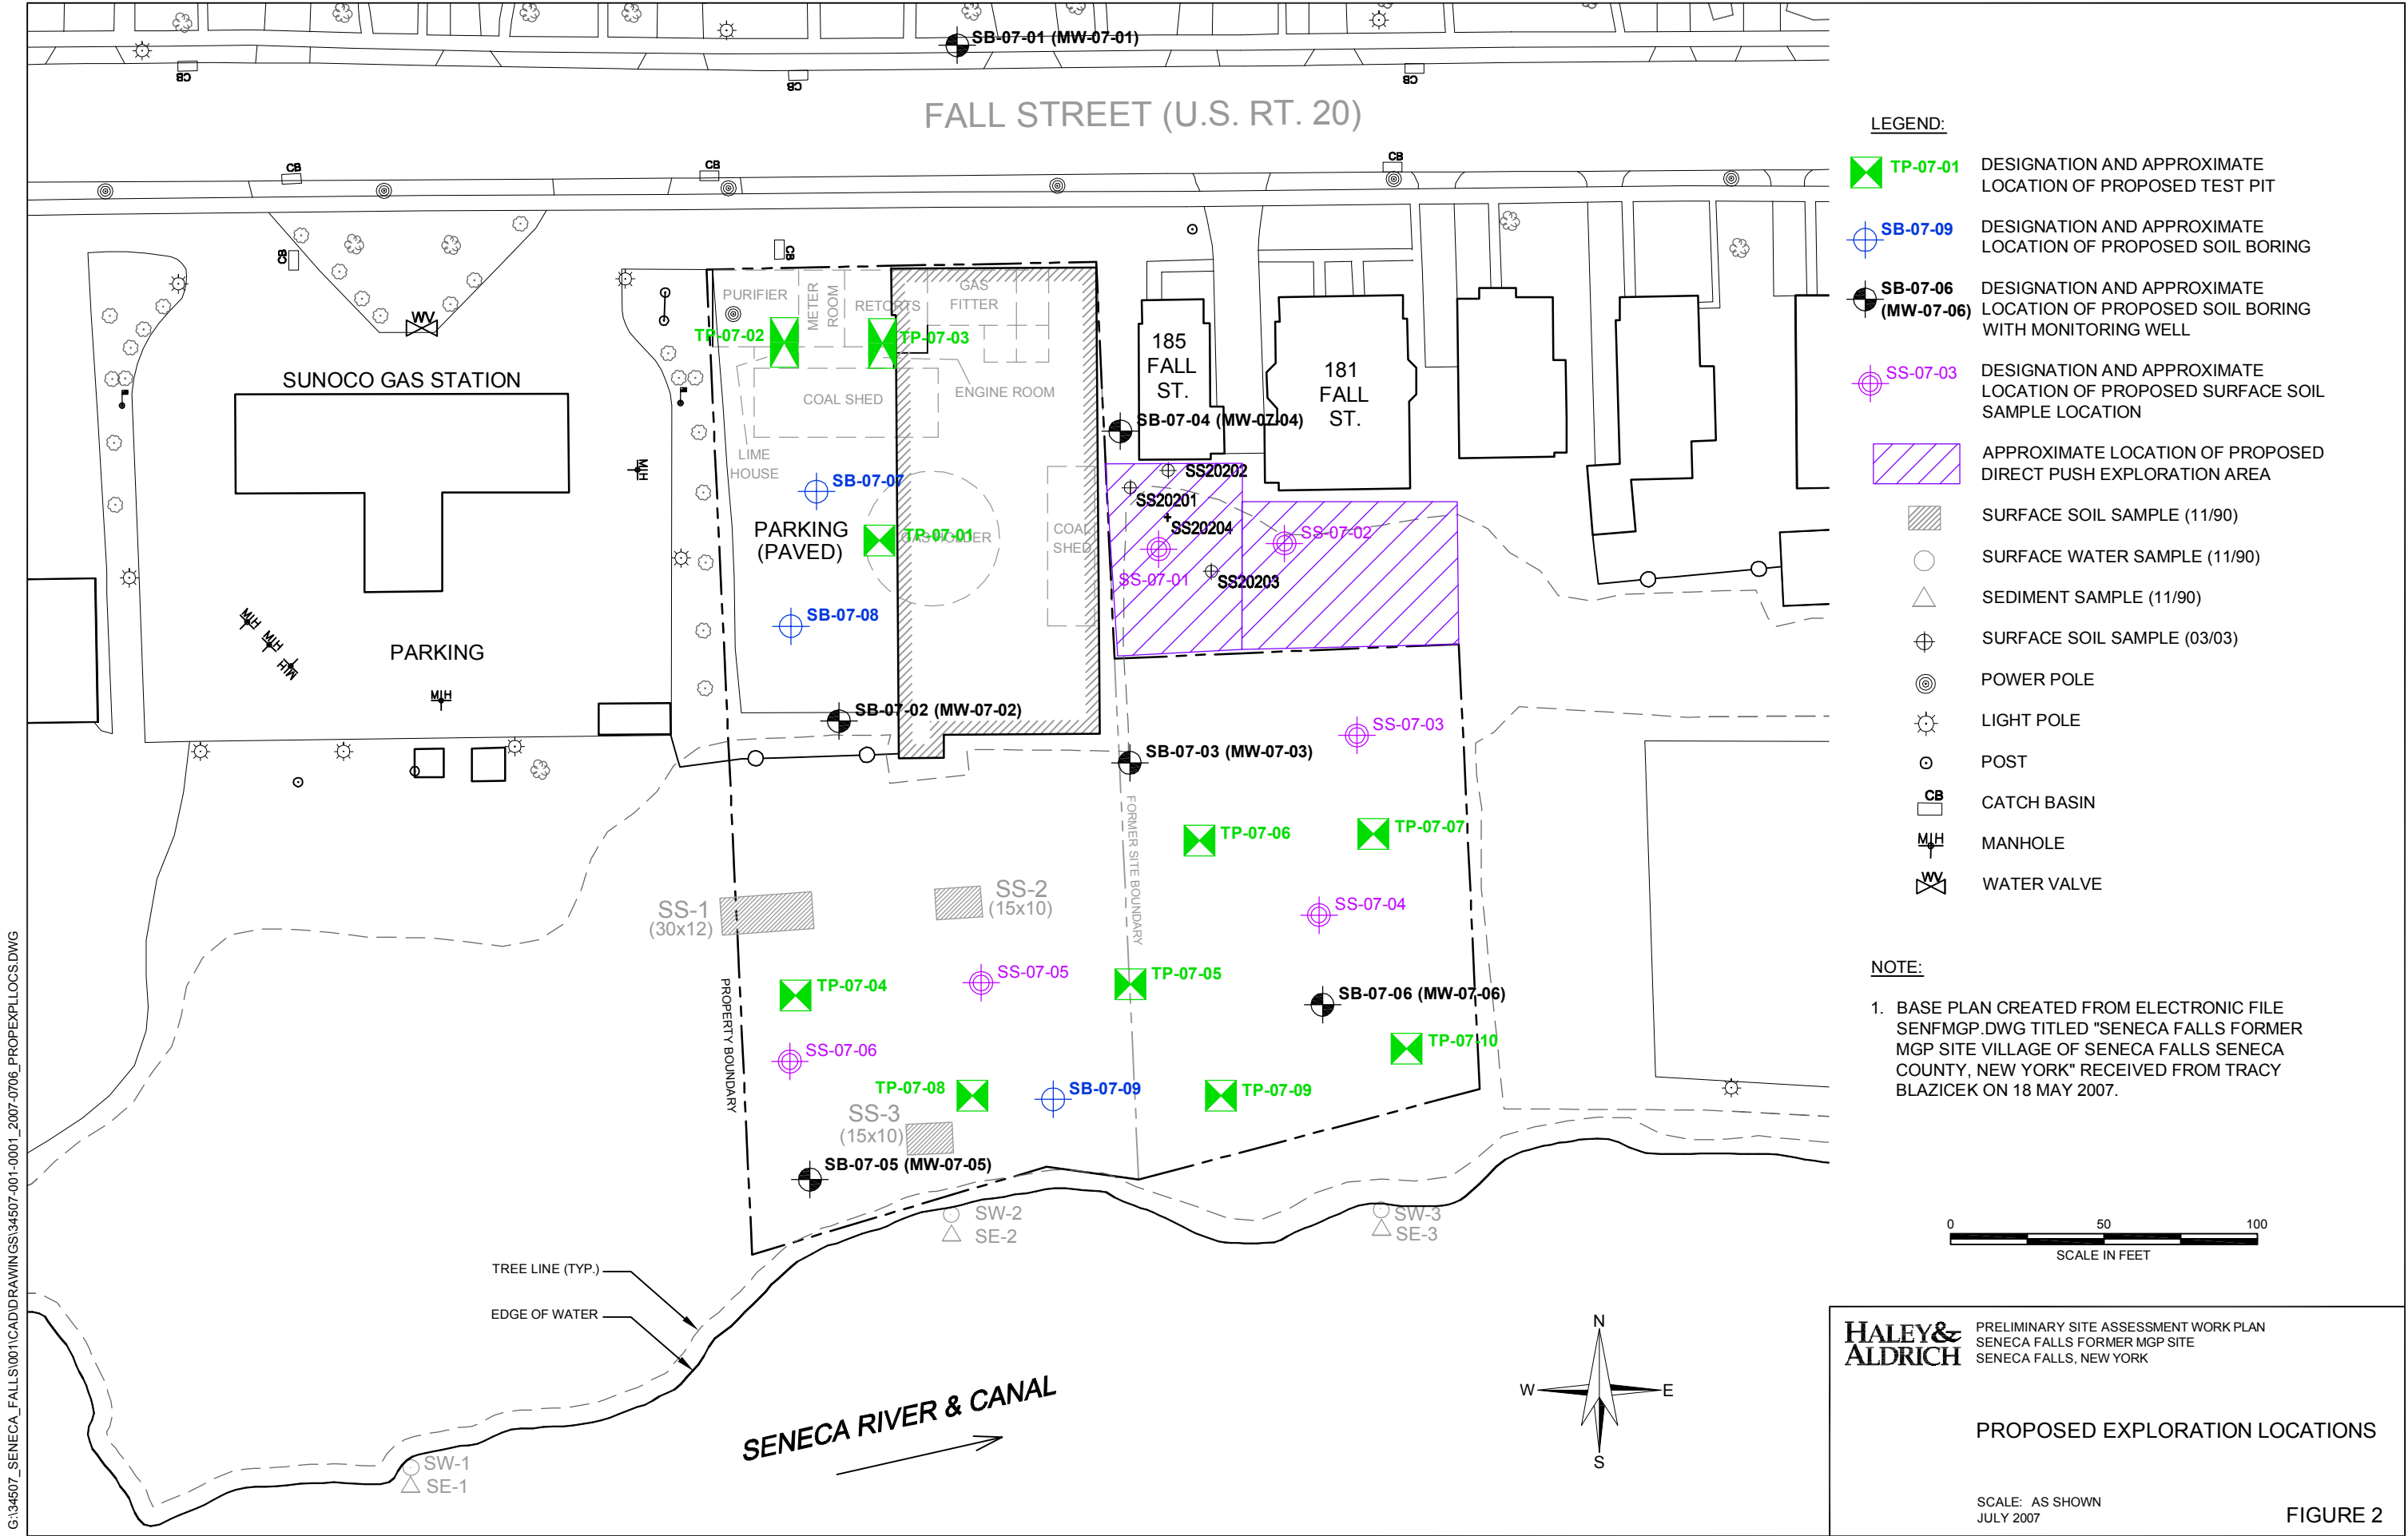 SB-07-01 (MW-07-01)
CB
CB
CB
FALL STREET (U.S. RT. 20)
CB
CB
CB
CB
CB
WV
SUNOCO GAS STATION
MH
MH
MH
MH
MH
PARKING
PURIFIER
METER
ROOM
RETORTS
GAS
FITTER
TP-07-02
TP-07-03
ENGINE ROOM
COAL SHED
LIME
HOUSE
SB-07-07
PARKING
(PAVED)
TP-07-01
GAS HOLDER
COAL
SHED
SB-07-08
SB-07-02 (MW-07-02)
185
FALL
ST.
181
FALL
ST.
SB-07-04 (MW-07-04)
SS20202
SS20201
SS20204
SS-07-02
SS-07-01
SS20203
SS-07-03
SB-07-03 (MW-07-03)
FORMER SITE BOUNDARY
TP-07-06
TP-07-07
SS-1
(30x12)
SS-2
(15x10)
SS-07-04
SS-07-05
TP-07-05
TP-07-04
SB-07-06 (MW-07-06)
PROPERTY BOUNDARY
SS-07-06
TP-07-10
TP-07-08
SB-07-09
TP-07-09
SS-3
(15x10)
SB-07-05 (MW-07-05)
SW-2
SE-2
SW-3
SE-3
TREE LINE (TYP.)
EDGE OF WATER
SENECA RIVER & CANAL
SW-1
SE-1
N
W
E
S
LEGEND:
TP-07-01
DESIGNATION AND APPROXIMATE
LOCATION OF PROPOSED TEST PIT
SB-07-09
DESIGNATION AND APPROXIMATE
LOCATION OF PROPOSED SOIL BORING
SB-07-06
(MW-07-06)
DESIGNATION AND APPROXIMATE
LOCATION OF PROPOSED SOIL BORING
WITH MONITORING WELL
SS-07-03
DESIGNATION AND APPROXIMATE
LOCATION OF PROPOSED SURFACE SOIL
SAMPLE LOCATION
APPROXIMATE LOCATION OF PROPOSED
DIRECT PUSH EXPLORATION AREA
SURFACE SOIL SAMPLE (11/90)
SURFACE WATER SAMPLE (11/90)
SEDIMENT SAMPLE (11/90)
SURFACE SOIL SAMPLE (03/03)
POWER POLE
LIGHT POLE
POST
CB
CATCH BASIN
MH
MANHOLE
WV
WATER VALVE
NOTE:
1. BASE PLAN CREATED FROM ELECTRONIC FILE
SENFMGP.DWG TITLED "SENECA FALLS FORMER
MGP SITE VILLAGE OF SENECA FALLS SENECA
COUNTY, NEW YORK" RECEIVED FROM TRACY
BLAZICEK ON 18 MAY 2007.
0 50 100
SCALE IN FEET
HALEY&
ALDRICH
PRELIMINARY SITE ASSESSMENT WORK PLAN
SENECA FALLS FORMER MGP SITE
SENECA FALLS, NEW YORK
PROPOSED EXPLORATION LOCATIONS
SCALE: AS SHOWN
JULY 2007
FIGURE 2
G:\34507_SENECA_FALLS\001\CAD\DRAWINGS\34507-001-0001_2007-0706_PROPEXPLLOCS.DWG